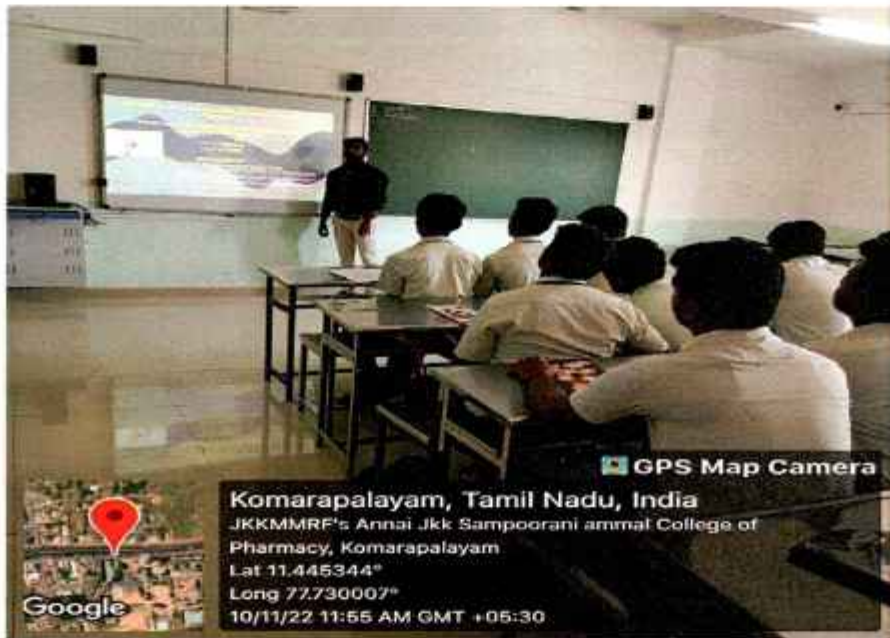 GPS Map Camera
Komarapalayam, Tamil Nadu, India
JKKMMRF's Annai Jkk Sampoorani ammal College of
Pharmacy, Komarapalayam
Lat 11.445344°
Long 77.730007°
10/11/22 11:55 AM GMT +05:30
Google